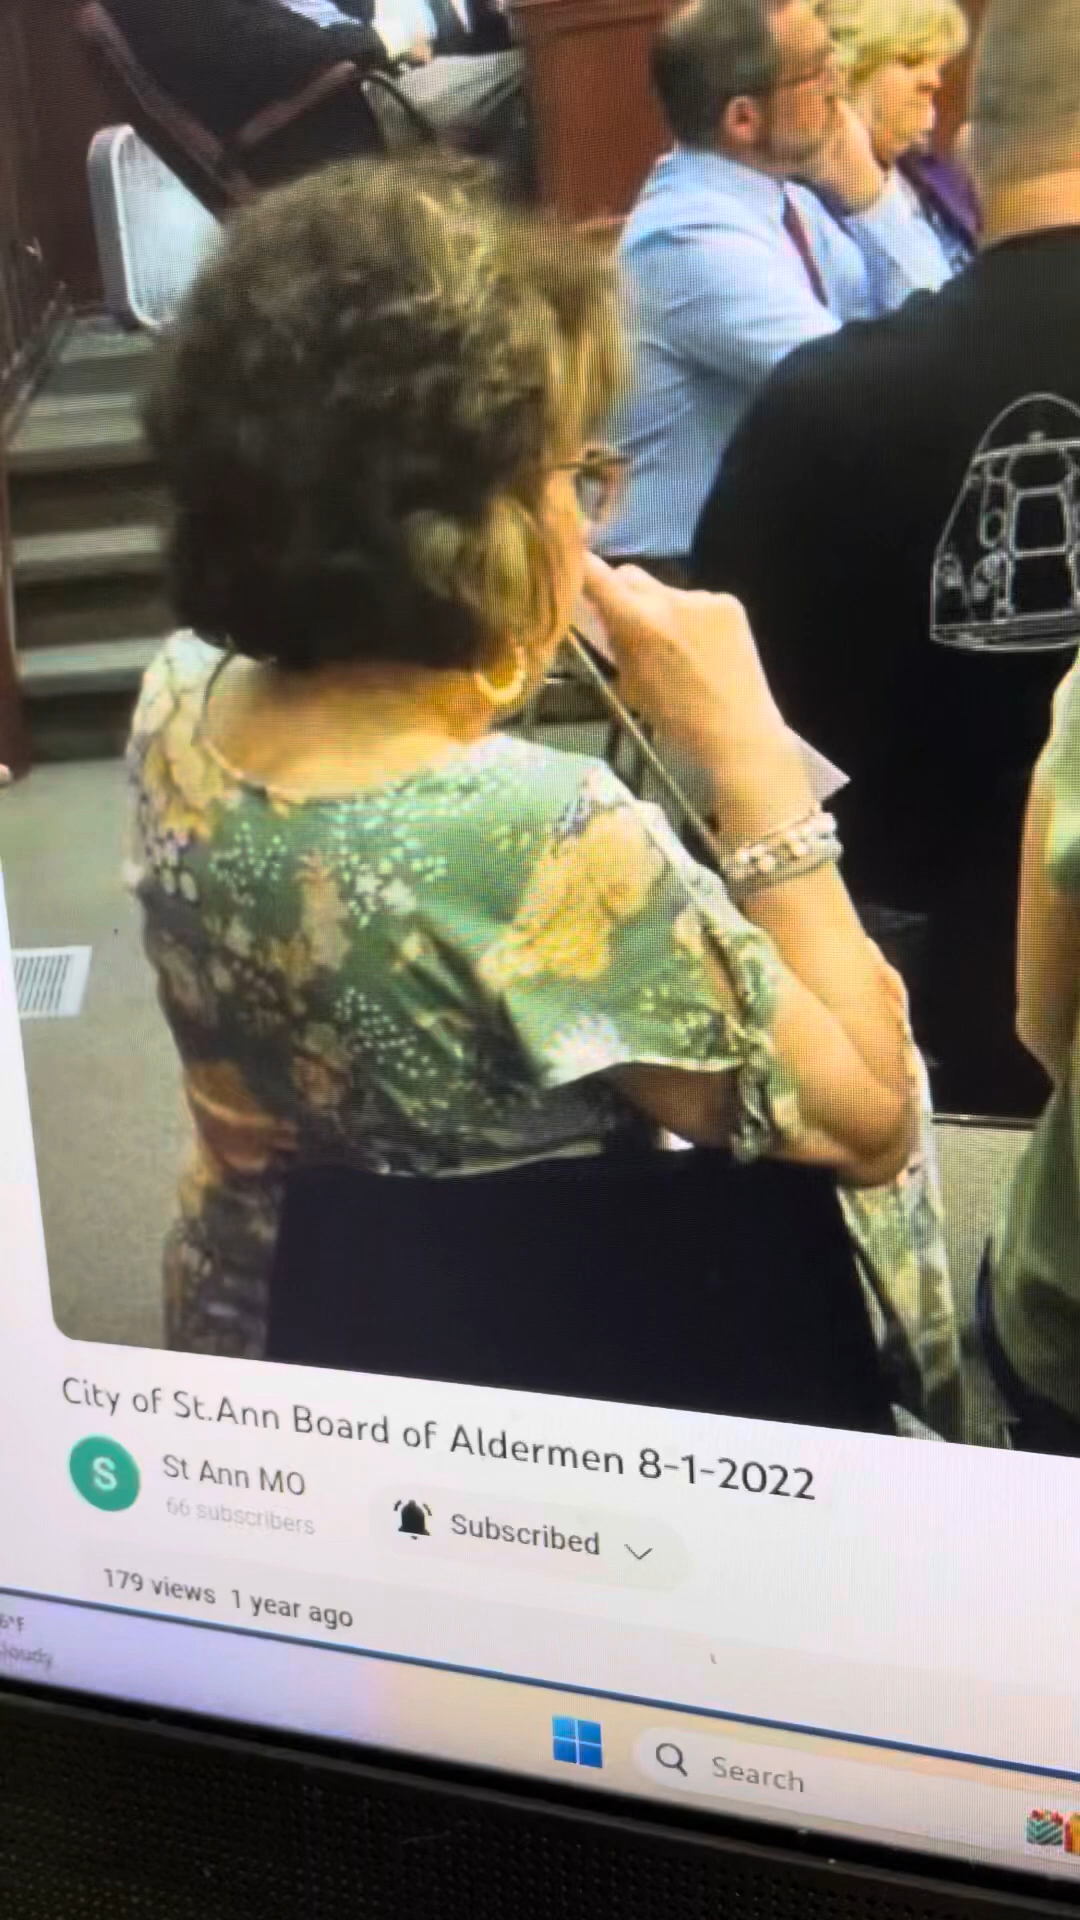 City of St.Ann Board of Aldermen 8-1-2022
S
St Ann MO
66 subscribers
Subscribed
179 views 1 year ago
Search